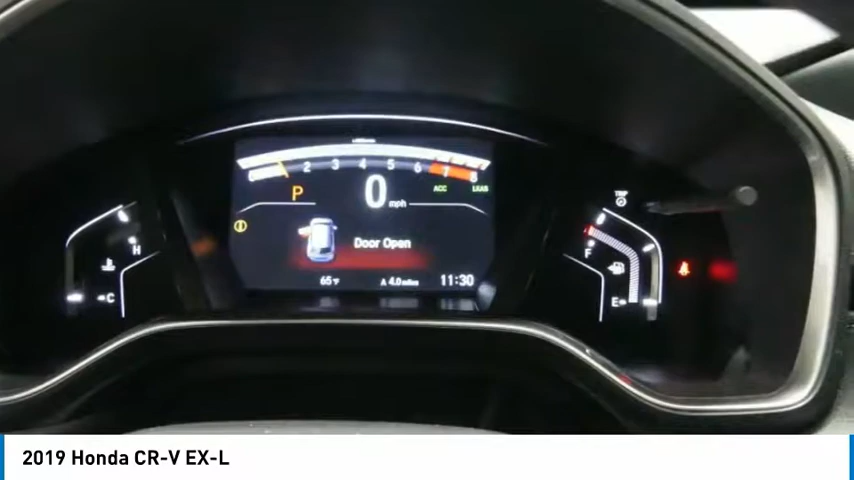 2 3 4 5 6 7 8
P 0 mph ACC LKAS
TRIP
Door Open
H F
C E
65°F A 4.0 miles 11:30
2019 Honda CR-V EX-L